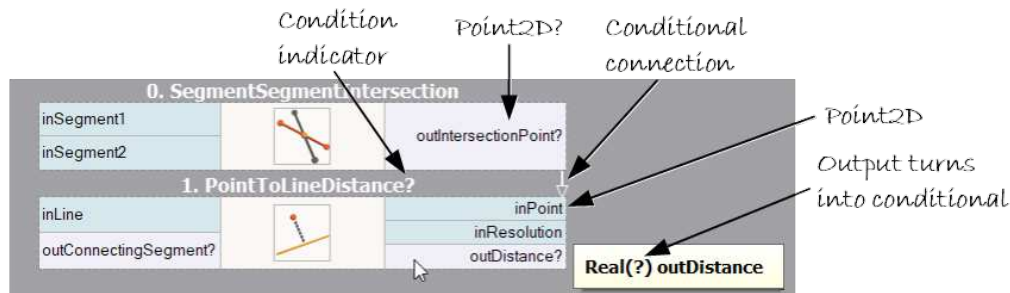 Condition
indicator
Point2D?
Conditional
connection
0. SegmentSegmentIntersection
inSegment1
inSegment2
outIntersectionPoint?
Point2D
1. PointToLineDistance?
inLine
outConnectingSegment?
inPoint
inResolution
outDistance?
Output turns
into conditional
Real(?) outDistance